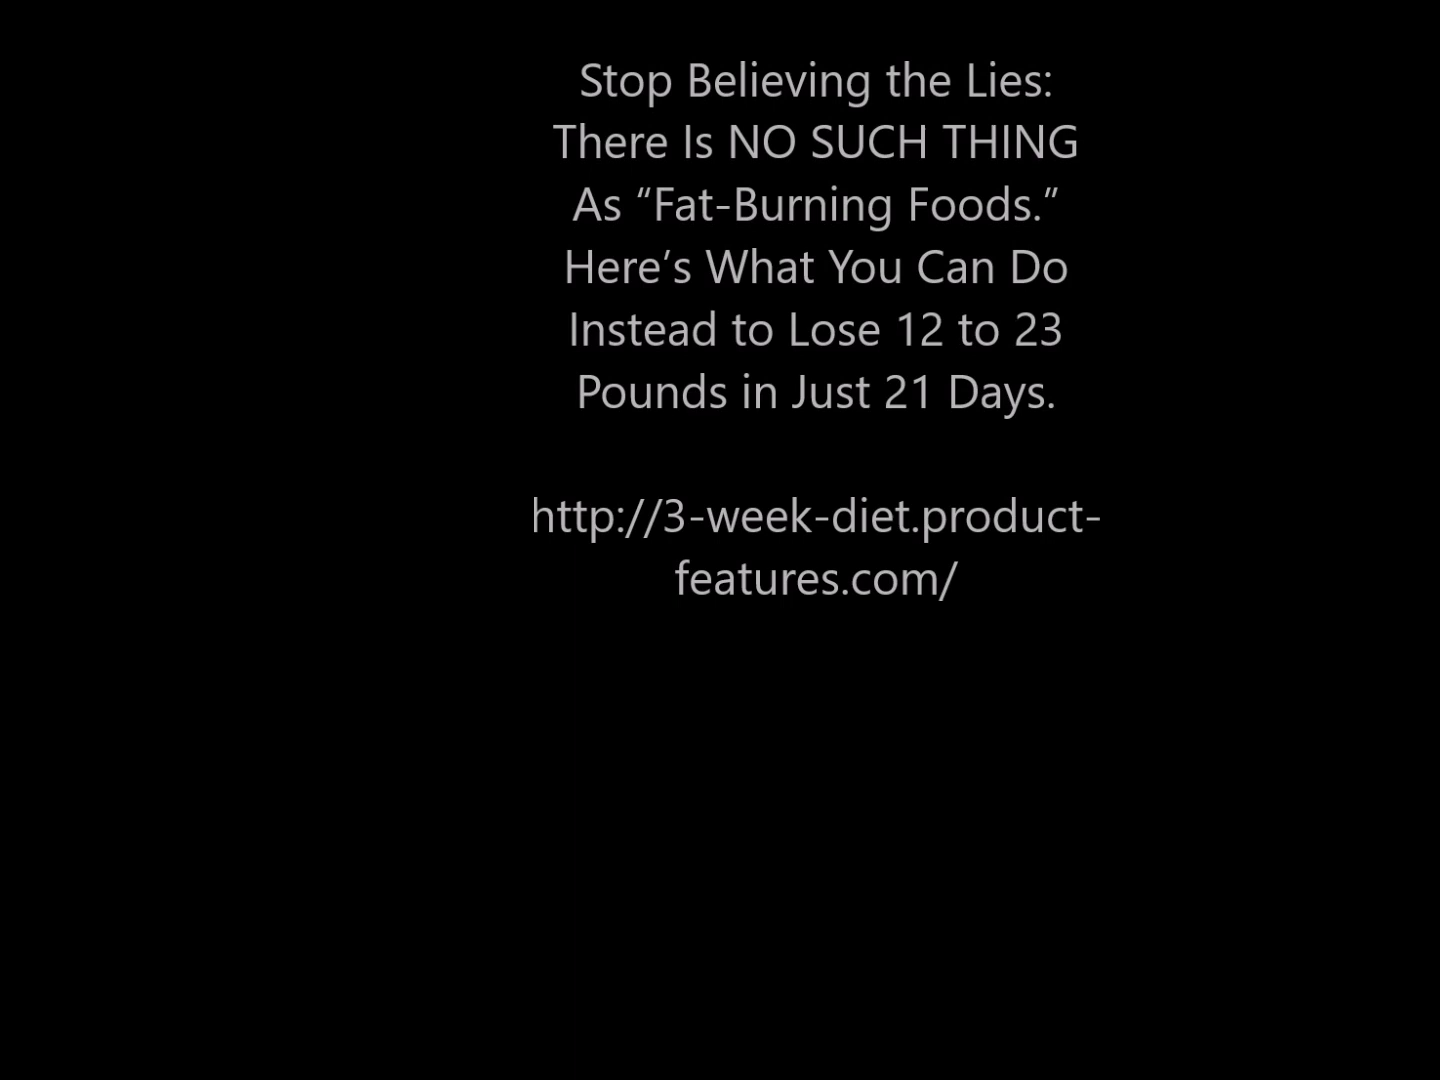 Stop Believing the Lies:
There Is NO SUCH THING
As “Fat-Burning Foods.”
Here’s What You Can Do
Instead to Lose 12 to 23
Pounds in Just 21 Days.
http://3-week-diet.product-
features.com/